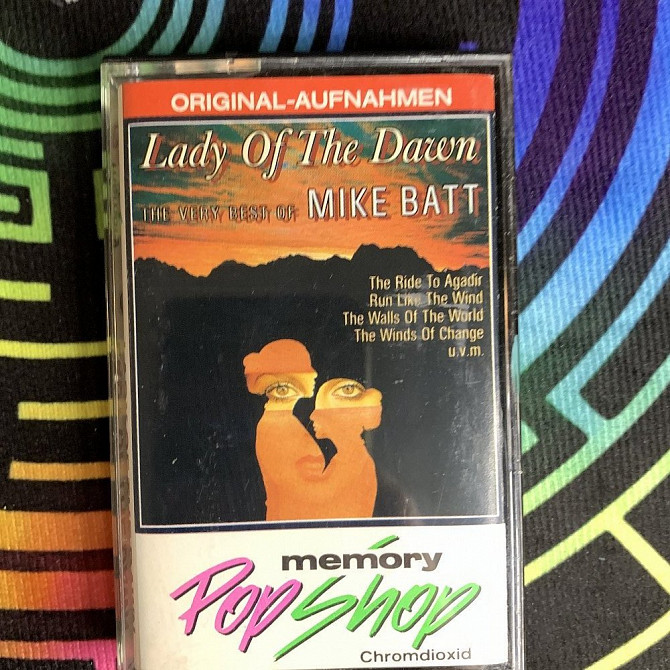 ORIGINAL-AUFNAHMEN
Lady Of The Dawn
THE VERY BEST OF MIKE BATT
The Ride To Agadir
Run Like The Wind
The Walls Of The World
The Winds Of Change
u.v.m.
memory
Pop Shop
Chromdioxid